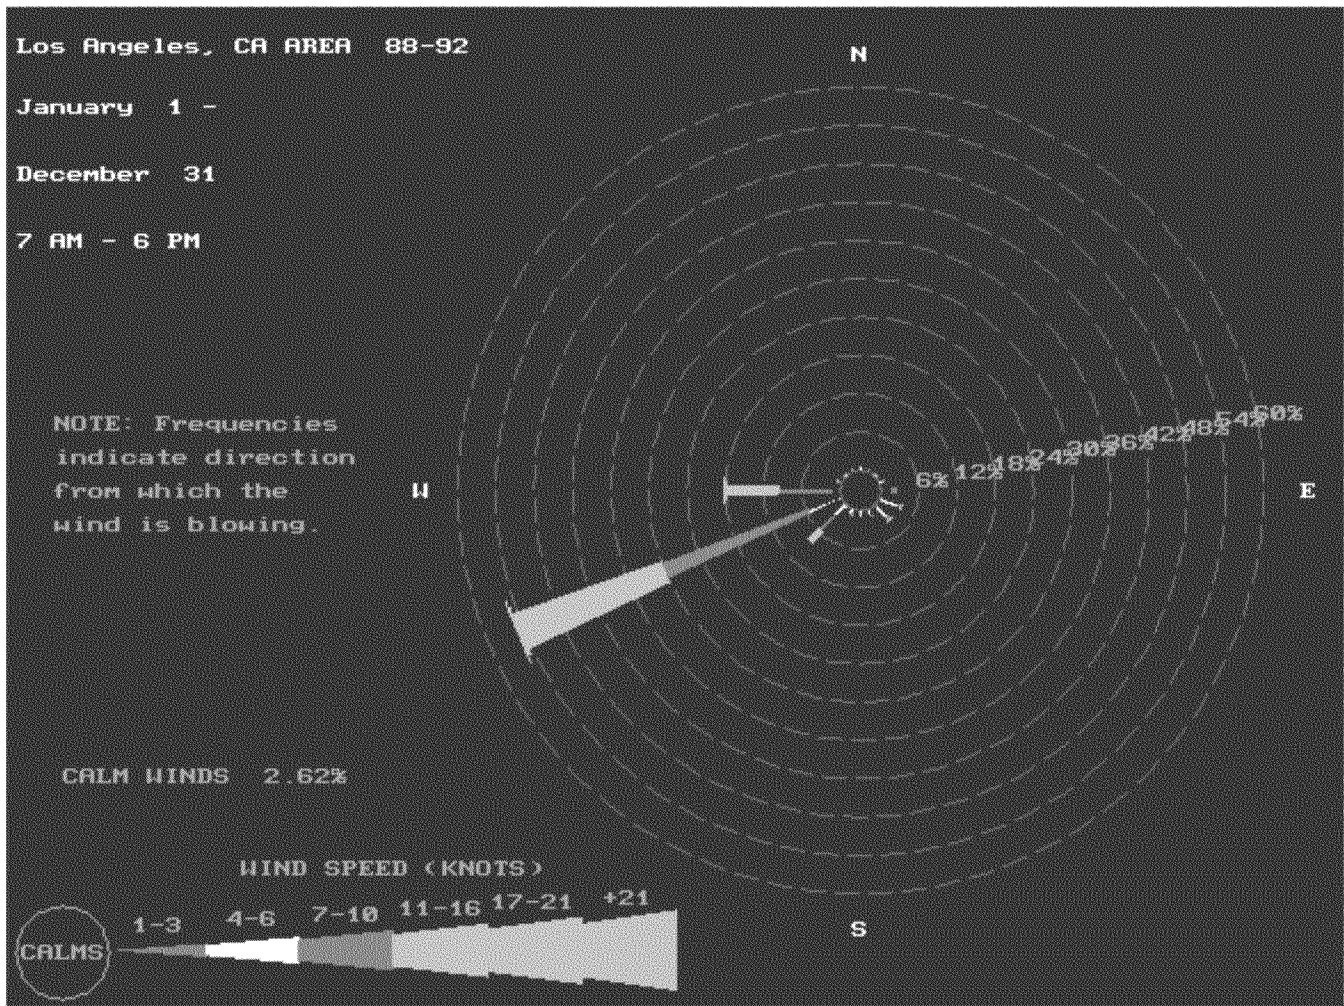 Los Angeles, CA AREA 88-92
January 1 -
December 31
7 AM - 6 PM
N
NOTE: Frequencies
indicate direction
from which the
wind is blowing.
W
E
6% 12% 18% 24% 30% 36% 42% 48% 54% 60%
CALM WINDS 2.62%
WIND SPEED (KNOTS)
1-3 4-6 7-10 11-16 17-21 +21
CALMS
S